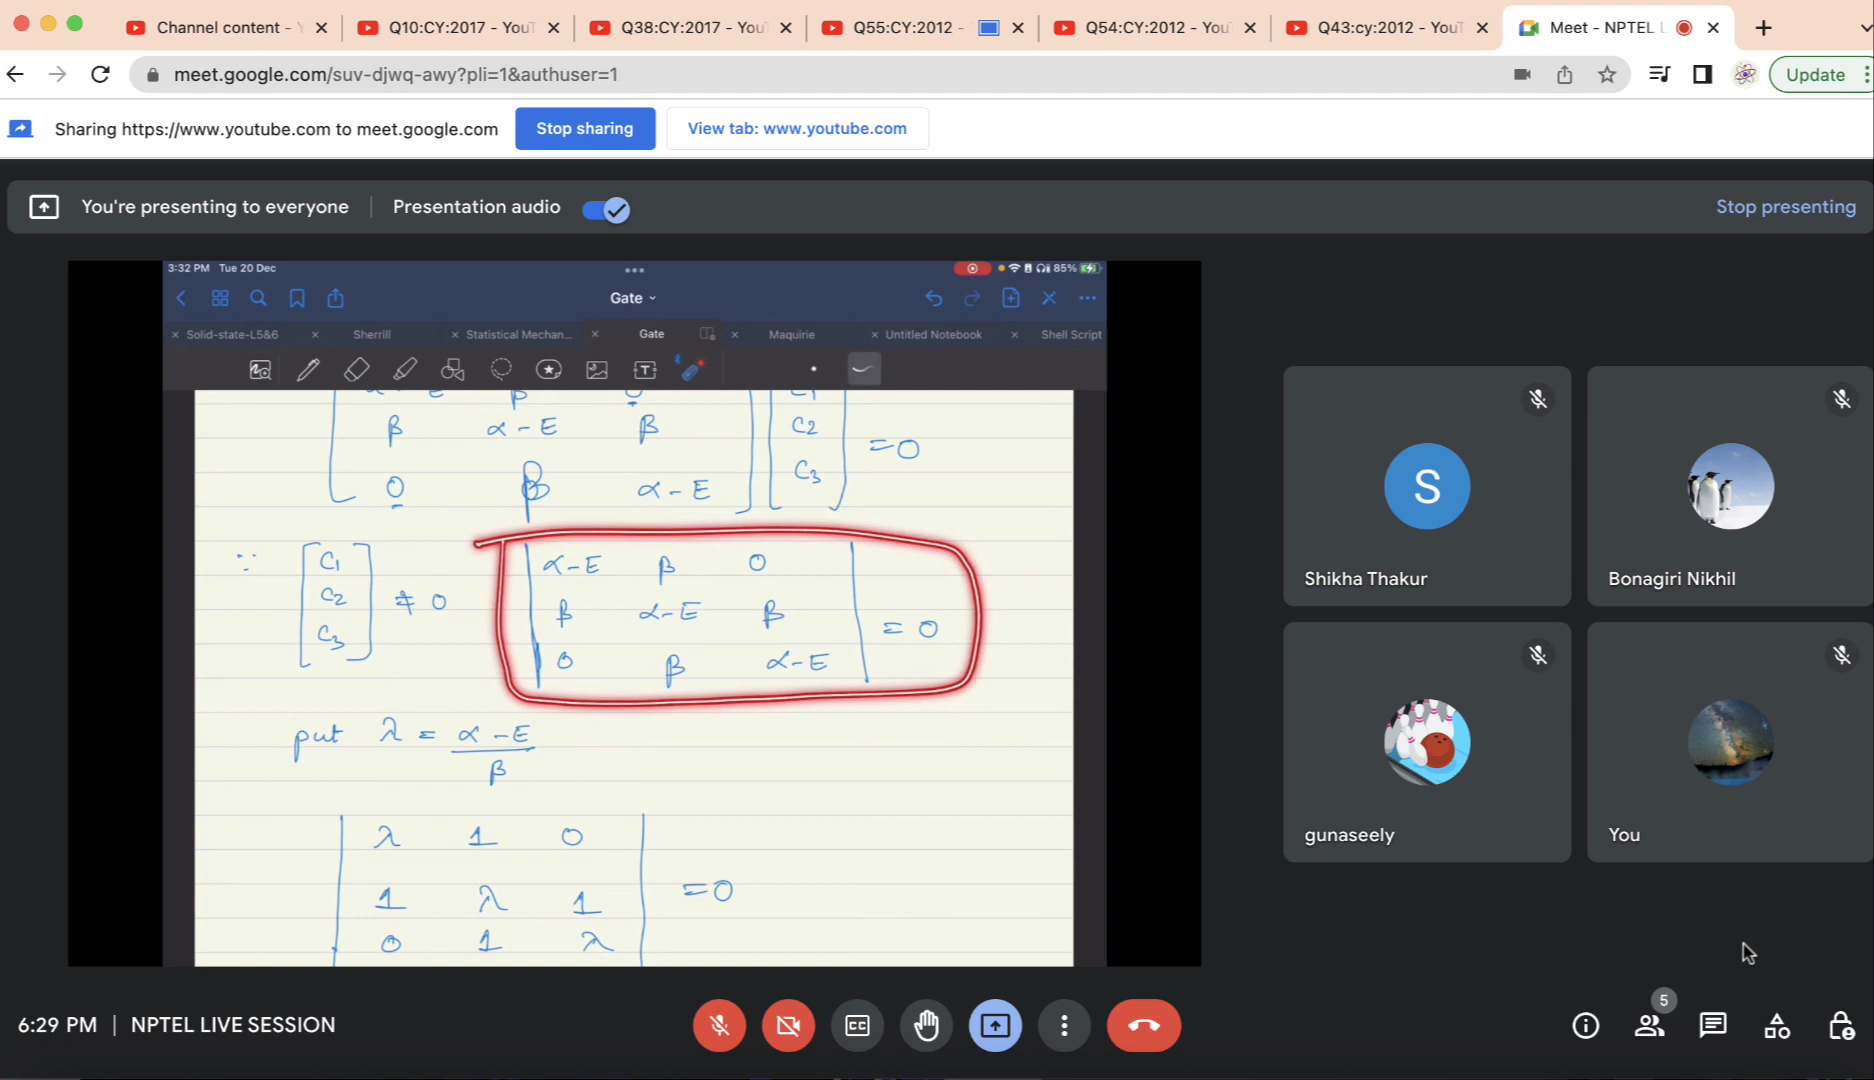 Channel content - Y
Q10:CY:2017 - YouT
Q38:CY:2017 - YouT
Q55:CY:2012 -
Q54:CY:2012 - YouT
Q43:cy:2012 - YouT
Meet - NPTEL L
meet.google.com/suv-djwq-awy?pli=1&authuser=1
Update
Sharing https://www.youtube.com to meet.google.com
Stop sharing
View tab: www.youtube.com
You're presenting to everyone
Presentation audio
Stop presenting
3:32 PM Tue 20 Dec
85%
Gate
Solid-state-L5&6
Sherrill
Statistical Mechan...
Gate
Maquirie
Untitled Notebook
Shell Script
α-E β 0 C1
β α-E β C2 =0
0 β α-E C3
∵ [C1 C2 C3] ≠ 0
α-E β 0
β α-E β = 0
0 β α-E
put λ = α-E
β
λ 1 0
1 λ 1 =0
0 1 λ
S
Shikha Thakur
Bonagiri Nikhil
gunaseely
You
6:29 PM | NPTEL LIVE SESSION
CC
5